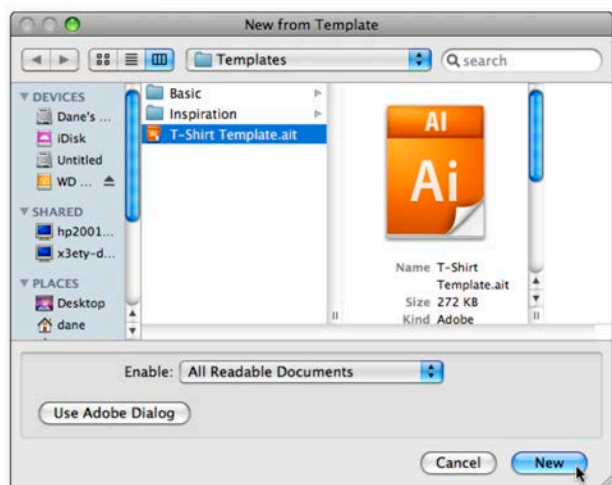 New from Template
Templates
search
DEVICES
Dane's ...
iDisk
Untitled
WD ...
SHARED
hp2001...
x3ety-d...
PLACES
Desktop
dane
Basic
Inspiration
T-Shirt Template.ait
AI
Ai
Name T-Shirt
Template.ait
Size 272 KB
Kind Adobe
Enable: All Readable Documents
Use Adobe Dialog
Cancel New